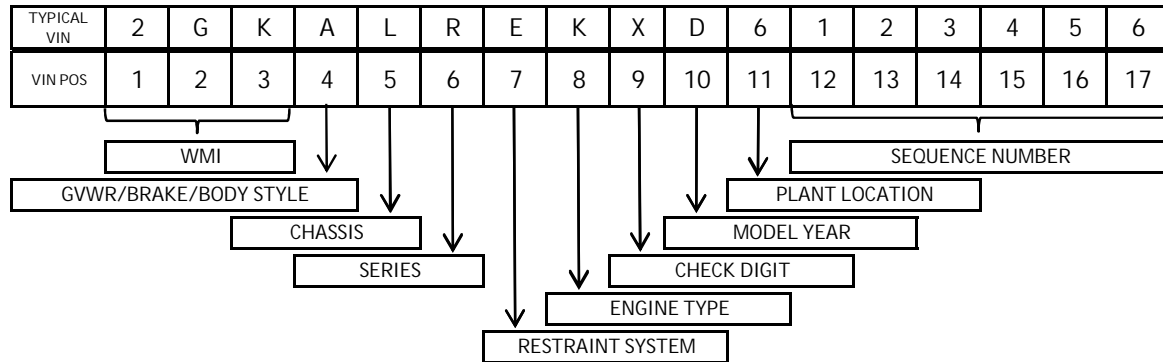 TYPICAL VIN 2 G K A L R E K X D 6 1 2 3 4 5 6
VIN POS 1 2 3 4 5 6 7 8 9 10 11 12 13 14 15 16 17
WMI SEQUENCE NUMBER
GVWR/BRAKE/BODY STYLE PLANT LOCATION
CHASSIS MODEL YEAR
SERIES CHECK DIGIT
ENGINE TYPE
RESTRAINT SYSTEM